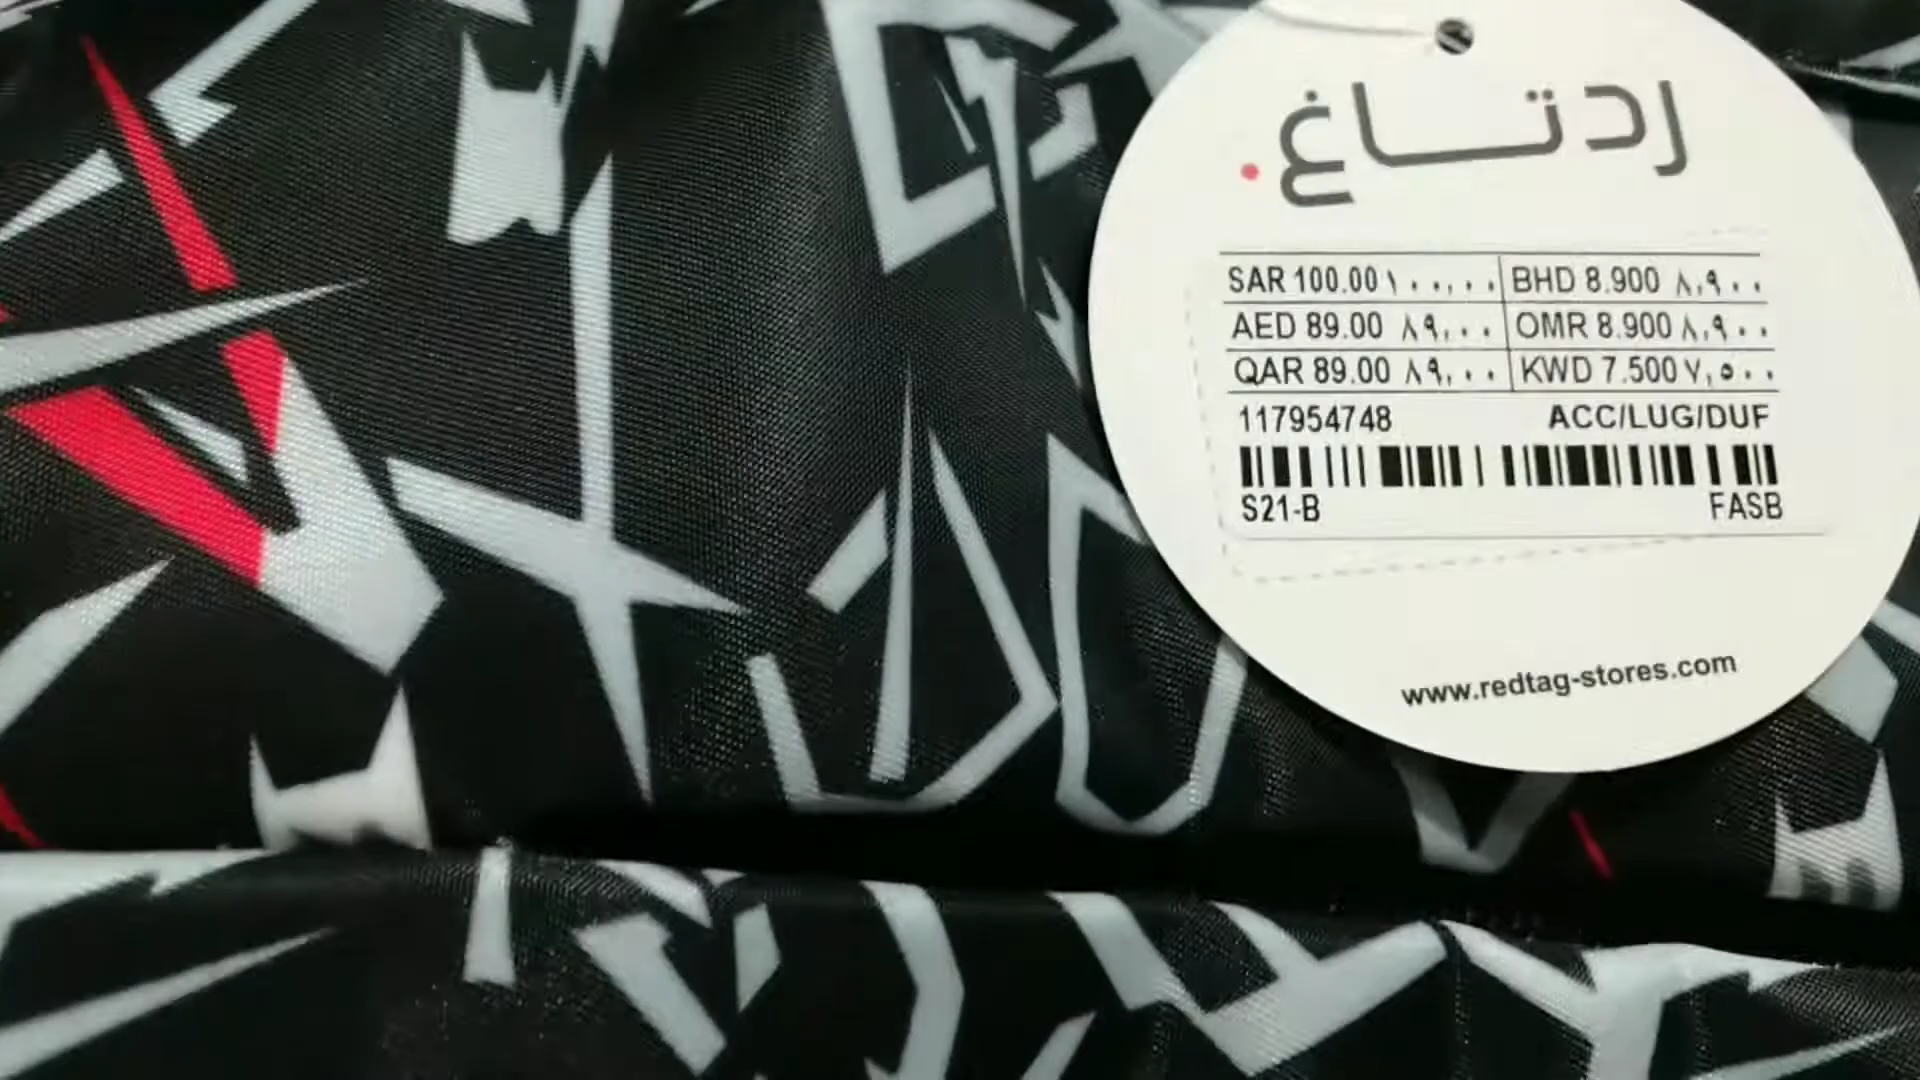 ردتاغ.
SAR 100.00 ١٠٠,٠٠ BHD 8.900 ٨,٩٠٠
AED 89.00 ٨٩,٠٠ OMR 8.900 ٨,٩٠٠
QAR 89.00 ٨٩,٠٠ KWD 7.500 ٧,٥٠٠
117954748 ACC/LUG/DUF
S21-B FASB
www.redtag-stores.com